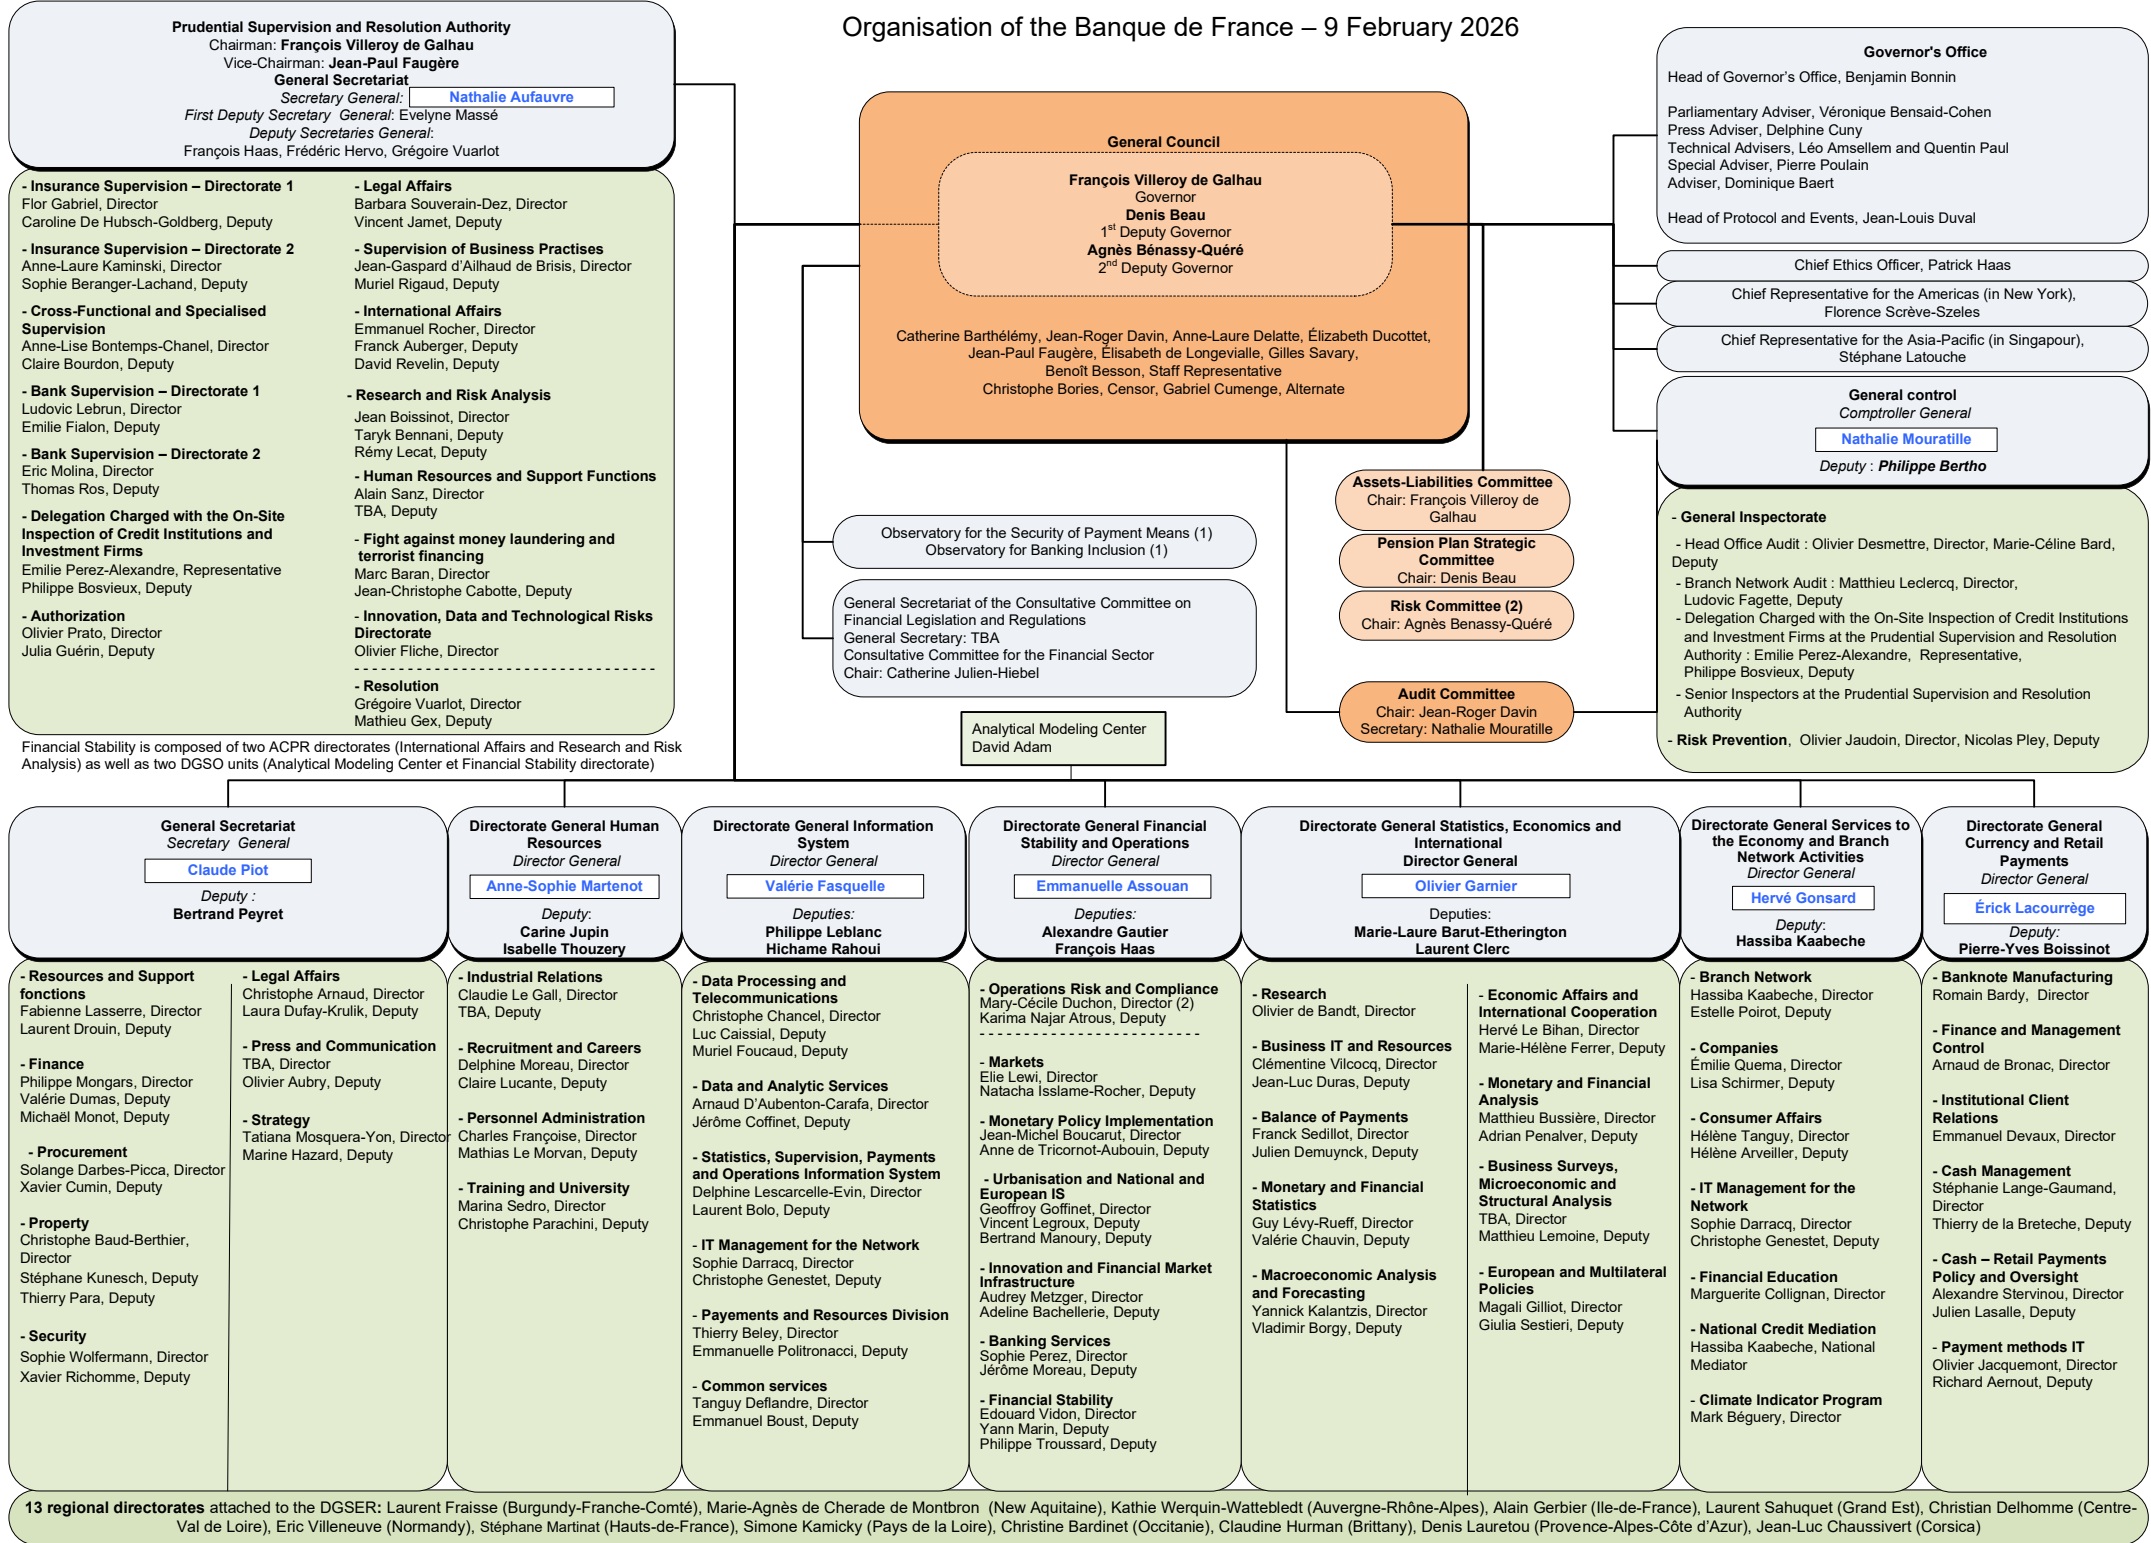 Organisation of the Banque de France – 9 February 2026
Prudential Supervision and Resolution Authority
Chairman: François Villeroy de Galhau
Vice-Chairman: Jean-Paul Faugère
General Secretariat
Secretary General: Nathalie Aufauvre
First Deputy Secretary General: Evelyne Massé
Deputy Secretaries General:
François Haas, Frédéric Hervo, Grégoire Vuarlot
- Insurance Supervision – Directorate 1
Flor Gabriel, Director
Caroline De Hubsch-Goldberg, Deputy
- Insurance Supervision – Directorate 2
Anne-Laure Kaminski, Director
Sophie Beranger-Lachand, Deputy
- Cross-Functional and Specialised
Supervision
Anne-Lise Bontemps-Chanel, Director
Claire Bourdon, Deputy
- Bank Supervision – Directorate 1
Ludovic Lebrun, Director
Emilie Fialon, Deputy
- Bank Supervision – Directorate 2
Eric Molina, Director
Thomas Ros, Deputy
- Delegation Charged with the On-Site
Inspection of Credit Institutions and
Investment Firms
Emilie Perez-Alexandre, Representative
Philippe Bosvieux, Deputy
- Authorization
Olivier Prato, Director
Julia Guérin, Deputy
- Legal Affairs
Barbara Souverain-Dez, Director
Vincent Jamet, Deputy
- Supervision of Business Practises
Jean-Gaspard d’Ailhaud de Brisis, Director
Muriel Rigaud, Deputy
- International Affairs
Emmanuel Rocher, Director
Franck Auberger, Deputy
David Revelin, Deputy
- Research and Risk Analysis
Jean Boissinot, Director
Taryk Bennani, Deputy
Rémy Lecat, Deputy
- Human Resources and Support Functions
Alain Sanz, Director
TBA, Deputy
- Fight against money laundering and
terrorist financing
Marc Baran, Director
Jean-Christophe Cabotte, Deputy
- Innovation, Data and Technological Risks
Directorate
Olivier Fliche, Director
- Resolution
Grégoire Vuarlot, Director
Mathieu Gex, Deputy
Financial Stability is composed of two ACPR directorates (International Affairs and Research and Risk
Analysis) as well as two DGSO units (Analytical Modeling Center et Financial Stability directorate)
General Council
François Villeroy de Galhau
Governor
Denis Beau
1st Deputy Governor
Agnès Bénassy-Quéré
2nd Deputy Governor
Catherine Barthélémy, Jean-Roger Davin, Anne-Laure Delatte, Élizabeth Ducottet,
Jean-Paul Faugère, Élisabeth de Longevialle, Gilles Savary,
Benoît Besson, Staff Representative
Christophe Bories, Censor, Gabriel Cumenge, Alternate
Observatory for the Security of Payment Means (1)
Observatory for Banking Inclusion (1)
General Secretariat of the Consultative Committee on
Financial Legislation and Regulations
General Secretary: TBA
Consultative Committee for the Financial Sector
Chair: Catherine Julien-Hiebel
Analytical Modeling Center
David Adam
Assets-Liabilities Committee
Chair: François Villeroy de
Galhau
Pension Plan Strategic
Committee
Chair: Denis Beau
Risk Committee (2)
Chair: Agnès Benassy-Quéré
Audit Committee
Chair: Jean-Roger Davin
Secretary: Nathalie Mouratille
Governor's Office
Head of Governor’s Office, Benjamin Bonnin
Parliamentary Adviser, Véronique Bensaid-Cohen
Press Adviser, Delphine Cuny
Technical Advisers, Léo Amsellem and Quentin Paul
Special Adviser, Pierre Poulain
Adviser, Dominique Baert
Head of Protocol and Events, Jean-Louis Duval
Chief Ethics Officer, Patrick Haas
Chief Representative for the Americas (in New York),
Florence Scrève-Szeles
Chief Representative for the Asia-Pacific (in Singapour),
Stéphane Latouche
General control
Comptroller General
Nathalie Mouratille
Deputy : Philippe Bertho
- General Inspectorate
- Head Office Audit : Olivier Desmettre, Director, Marie-Céline Bard,
Deputy
- Branch Network Audit : Matthieu Leclercq, Director,
Ludovic Fagette, Deputy
- Delegation Charged with the On-Site Inspection of Credit Institutions
and Investment Firms at the Prudential Supervision and Resolution
Authority : Emilie Perez-Alexandre, Representative,
Philippe Bosvieux, Deputy
- Senior Inspectors at the Prudential Supervision and Resolution
Authority
- Risk Prevention, Olivier Jaudoin, Director, Nicolas Pley, Deputy
General Secretariat
Secretary General
Claude Piot
Deputy :
Bertrand Peyret
- Resources and Support
fonctions
Fabienne Lasserre, Director
Laurent Drouin, Deputy
- Finance
Philippe Mongars, Director
Valérie Dumas, Deputy
Michaël Monot, Deputy
- Procurement
Solange Darbes-Picca, Director
Xavier Cumin, Deputy
- Property
Christophe Baud-Berthier,
Director
Stéphane Kunesch, Deputy
Thierry Para, Deputy
- Security
Sophie Wolfermann, Director
Xavier Richomme, Deputy
- Legal Affairs
Christophe Arnaud, Director
Laura Dufay-Krulik, Deputy
- Press and Communication
TBA, Director
Olivier Aubry, Deputy
- Strategy
Tatiana Mosquera-Yon, Director
Marine Hazard, Deputy
Directorate General Human
Resources
Director General
Anne-Sophie Martenot
Deputy:
Carine Jupin
Isabelle Thouzery
- Industrial Relations
Claudie Le Gall, Director
TBA, Deputy
- Recruitment and Careers
Delphine Moreau, Director
Claire Lucante, Deputy
- Personnel Administration
Charles Françoise, Director
Mathias Le Morvan, Deputy
- Training and University
Marina Sedro, Director
Christophe Parachini, Deputy
Directorate General Information
System
Director General
Valérie Fasquelle
Deputies:
Philippe Leblanc
Hichame Rahoui
- Data Processing and
Telecommunications
Christophe Chancel, Director
Luc Caissial, Deputy
Muriel Foucaud, Deputy
- Data and Analytic Services
Arnaud D’Aubenton-Carafa, Director
Jérôme Coffinet, Deputy
- Statistics, Supervision, Payments
and Operations Information System
Delphine Lescarcelle-Evin, Director
Laurent Bolo, Deputy
- IT Management for the Network
Sophie Darracq, Director
Christophe Genestet, Deputy
- Payements and Resources Division
Thierry Beley, Director
Emmanuelle Politronacci, Deputy
- Common services
Tanguy Deflandre, Director
Emmanuel Boust, Deputy
Directorate General Financial
Stability and Operations
Director General
Emmanuelle Assouan
Deputies:
Alexandre Gautier
François Haas
- Operations Risk and Compliance
Mary-Cécile Duchon, Director (2)
Karima Najar Atrous, Deputy
- Markets
Elie Lewi, Director
Natacha Isslame-Rocher, Deputy
- Monetary Policy Implementation
Jean-Michel Boucarut, Director
Anne de Tricornot-Aubouin, Deputy
- Urbanisation and National and
European IS
Geoffroy Goffinet, Director
Vincent Legroux, Deputy
Bertrand Manoury, Deputy
- Innovation and Financial Market
Infrastructure
Audrey Metzger, Director
Adeline Bachellerie, Deputy
- Banking Services
Sophie Perez, Director
Jérôme Moreau, Deputy
- Financial Stability
Edouard Vidon, Director
Yann Marin, Deputy
Philippe Troussard, Deputy
Directorate General Statistics, Economics and
International
Director General
Olivier Garnier
Deputies:
Marie-Laure Barut-Etherington
Laurent Clerc
- Research
Olivier de Bandt, Director
- Business IT and Resources
Clémentine Vilcocq, Director
Jean-Luc Duras, Deputy
- Balance of Payments
Franck Sedillot, Director
Julien Demuynck, Deputy
- Monetary and Financial
Statistics
Guy Lévy-Rueff, Director
Valérie Chauvin, Deputy
- Macroeconomic Analysis
and Forecasting
Yannick Kalantzis, Director
Vladimir Borgy, Deputy
- Economic Affairs and
International Cooperation
Hervé Le Bihan, Director
Marie-Hélène Ferrer, Deputy
- Monetary and Financial
Analysis
Matthieu Bussière, Director
Adrian Penalver, Deputy
- Business Surveys,
Microeconomic and
Structural Analysis
TBA, Director
Matthieu Lemoine, Deputy
- European and Multilateral
Policies
Magali Gilliot, Director
Giulia Sestieri, Deputy
Directorate General Services to
the Economy and Branch
Network Activities
Director General
Hervé Gonsard
Deputy:
Hassiba Kaabeche
- Branch Network
Hassiba Kaabeche, Director
Estelle Poirot, Deputy
- Companies
Émilie Quema, Director
Lisa Schirmer, Deputy
- Consumer Affairs
Hélène Tanguy, Director
Hélène Arveiller, Deputy
- IT Management for the
Network
Sophie Darracq, Director
Christophe Genestet, Deputy
- Financial Education
Marguerite Collignan, Director
- National Credit Mediation
Hassiba Kaabeche, National
Mediator
- Climate Indicator Program
Mark Béguery, Director
Directorate General
Currency and Retail
Payments
Director General
Érick Lacourrège
Deputy:
Pierre-Yves Boissinot
- Banknote Manufacturing
Romain Bardy, Director
- Finance and Management
Control
Arnaud de Bronac, Director
- Institutional Client
Relations
Emmanuel Devaux, Director
- Cash Management
Stéphanie Lange-Gaumand,
Director
Thierry de la Breteche, Deputy
- Cash – Retail Payments
Policy and Oversight
Alexandre Stervinou, Director
Julien Lasalle, Deputy
- Payment methods IT
Olivier Jacquemont, Director
Richard Aernout, Deputy
13 regional directorates attached to the DGSER: Laurent Fraisse (Burgundy-Franche-Comté), Marie-Agnès de Cherade de Montbron (New Aquitaine), Kathie Werquin-Wattebledt (Auvergne-Rhône-Alpes), Alain Gerbier (Ile-de-France), Laurent Sahuquet (Grand Est), Christian Delhomme (Centre-
Val de Loire), Eric Villeneuve (Normandy), Stéphane Martinat (Hauts-de-France), Simone Kamicky (Pays de la Loire), Christine Bardinet (Occitanie), Claudine Hurman (Brittany), Denis Lauretou (Provence-Alpes-Côte d’Azur), Jean-Luc Chaussivert (Corsica)